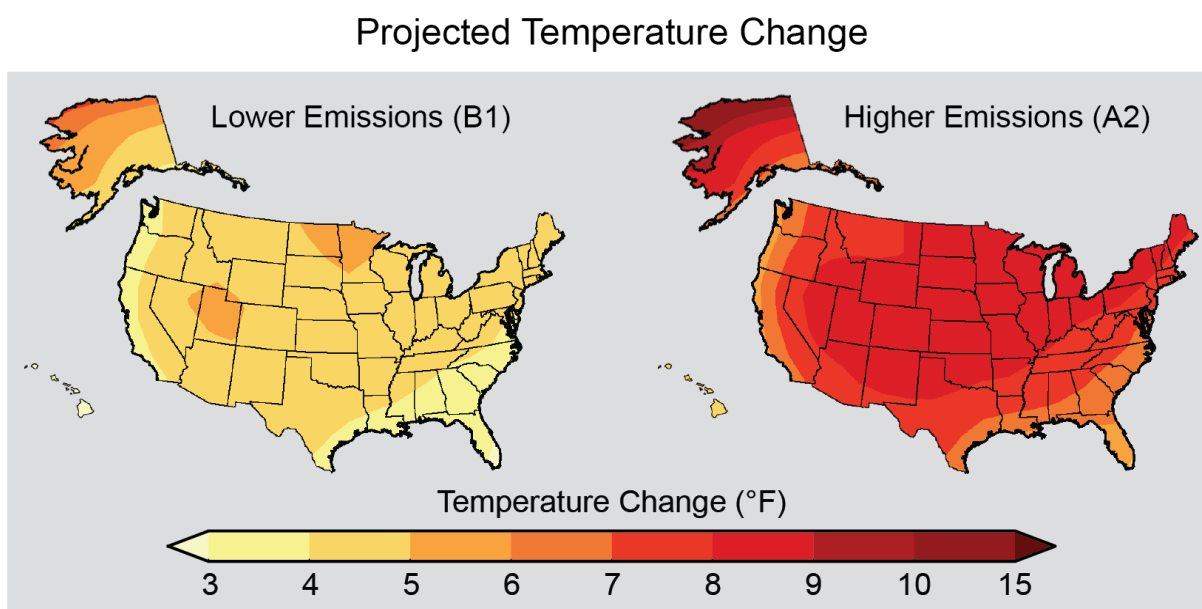 Projected Temperature Change
Lower Emissions (B1)
Higher Emissions (A2)
Temperature Change (°F)
3 4 5 6 7 8 9 10 15